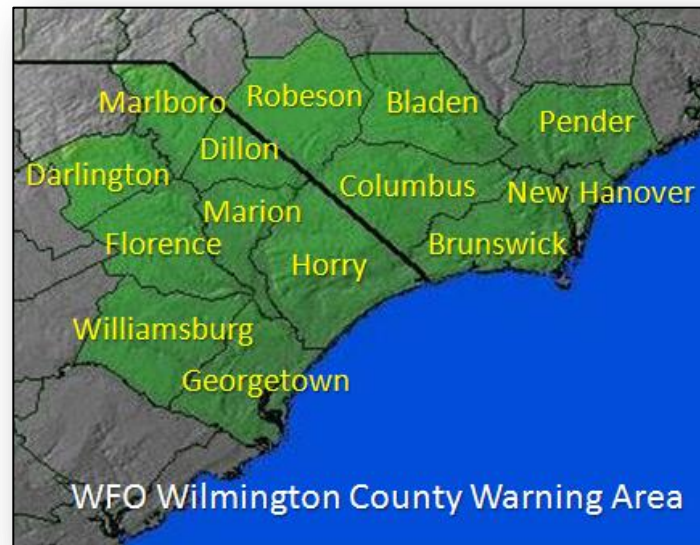 Marlboro
Robeson
Bladen
Pender
Dillon
Darlington
Columbus
New Hanover
Marion
Florence
Horry
Brunswick
Williamsburg
Georgetown
WFO Wilmington County Warning Area